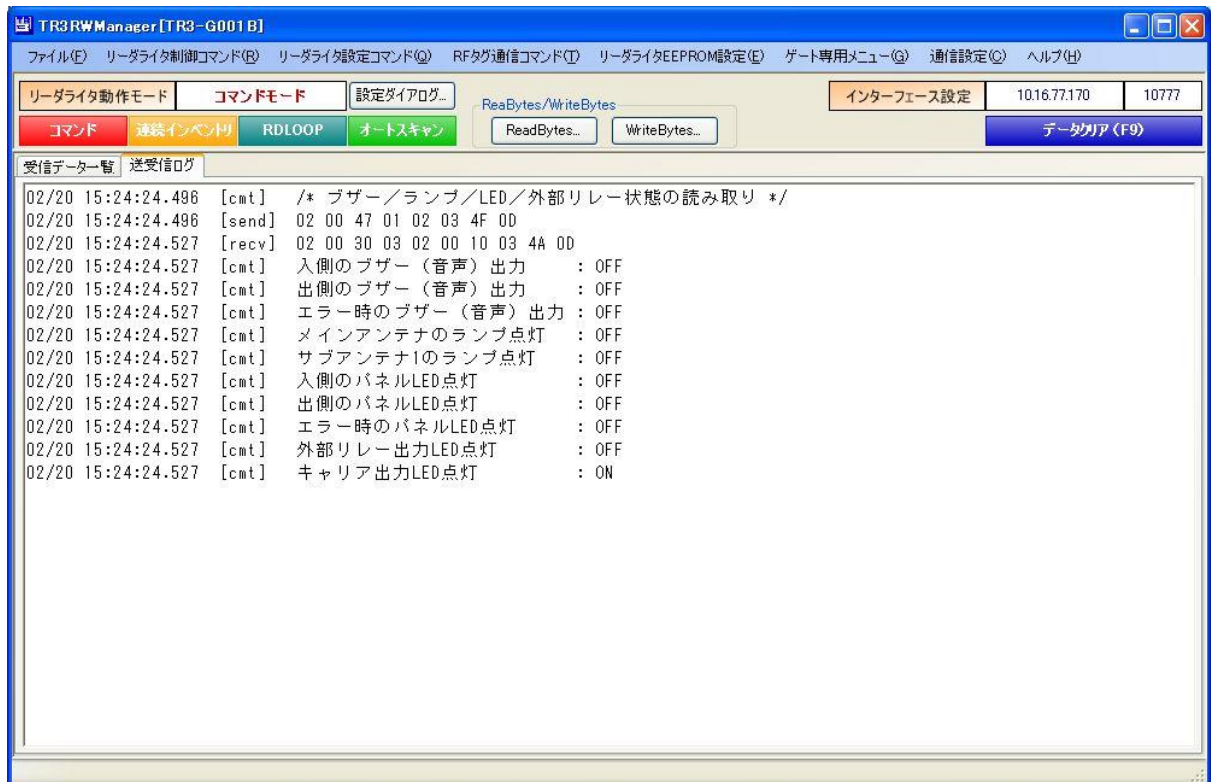 TR3RWManager[TR3-G001B]
ファイル(F) リーダライタ制御コマンド(R) リーダライタ設定コマンド(Q) RFタグ通信コマンド(T) リーダライタEEPROM設定(E) ゲート専用メニュー(G) 通信設定(C) ヘルプ(H)
リーダライタ動作モード コマンドモード 設定ダイアログ... ReaBytes/WriteBytes インターフェース設定 10.16.77.170 10777
コマンド 連続インベントリ RDLOOP オートスキャン ReadBytes... WriteBytes... データクリア(F9)
受信データ一覧 送受信ログ
02/20 15:24:24.496 [cmt] /* ブザー／ランプ／LED／外部リレー状態の読み取り */
02/20 15:24:24.496 [send] 02 00 47 01 02 03 4F 0D
02/20 15:24:24.527 [recv] 02 00 30 03 02 00 10 03 4A 0D
02/20 15:24:24.527 [cmt] 入側のブザー（音声）出力 : OFF
02/20 15:24:24.527 [cmt] 出側のブザー（音声）出力 : OFF
02/20 15:24:24.527 [cmt] エラー時のブザー（音声）出力 : OFF
02/20 15:24:24.527 [cmt] メインアンテナのランプ点灯 : OFF
02/20 15:24:24.527 [cmt] サブアンテナ1のランプ点灯 : OFF
02/20 15:24:24.527 [cmt] 入側のパネルLED点灯 : OFF
02/20 15:24:24.527 [cmt] 出側のパネルLED点灯 : OFF
02/20 15:24:24.527 [cmt] エラー時のパネルLED点灯 : OFF
02/20 15:24:24.527 [cmt] 外部リレー出力LED点灯 : OFF
02/20 15:24:24.527 [cmt] キャリア出力LED点灯 : ON